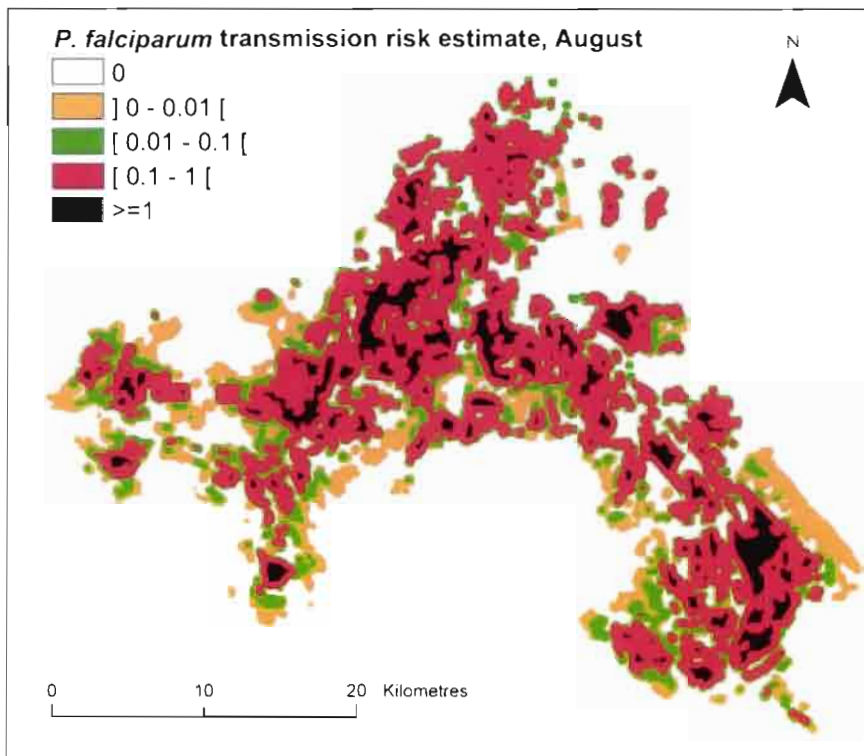 P. falciparum transmission risk estimate, August
N
0
] 0 - 0.01 [
[ 0.01 - 0.1 [
[ 0.1 - 1 [
>=1
0 10 20 Kilometres